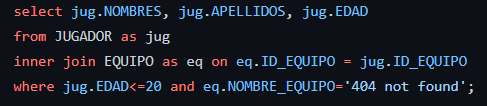 select jug.NOMBRES, jug.APELLIDOS, jug.EDAD
from JUGADOR as jug
inner join EQUIPO as eq on eq.ID_EQUIPO = jug.ID_EQUIPO
where jug.EDAD<=20 and eq.NOMBRE_EQUIPO='404 not found';